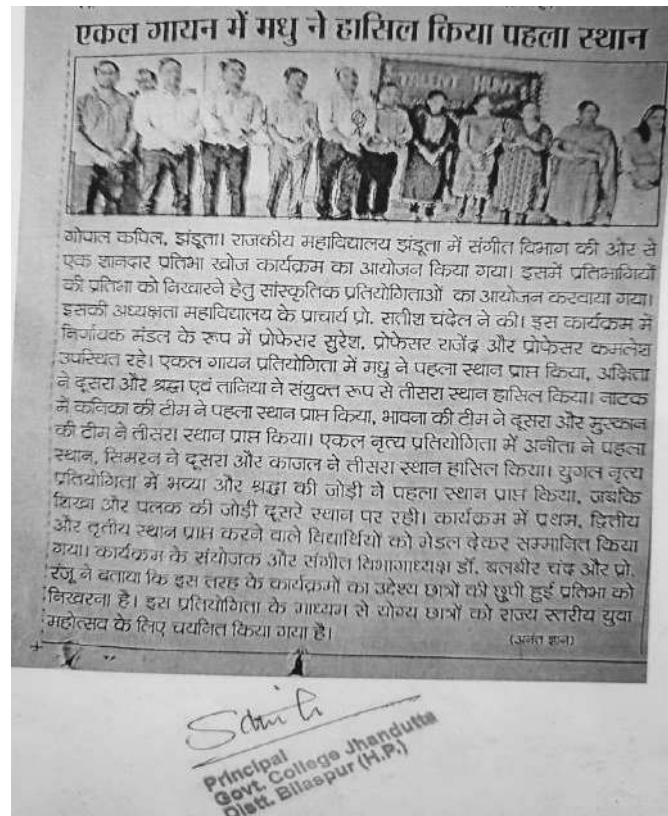 एकल गायन में मधु ने हासिल किया पहला स्थान
TALENT HUNT
गोपाल कपिल, झंडूता। राजकीय महाविद्यालय झंडूता में संगीत विभाग की ओर से
एक शानदार प्रतिभा खोज कार्यक्रम का आयोजन किया गया। इसमें प्रतिभागियों
की प्रतिभा को निखारने हेतु सांस्कृतिक प्रतियोगिताओं का आयोजन करवाया गया।
इसकी अध्यक्षता महाविद्यालय के प्राचार्य प्रो. सतीश चंदेल ने की। इस कार्यक्रम में
निर्णायक मंडल के रूप में प्रोफेसर सुरेश, प्रोफेसर राजेंद्र और प्रोफेसर कमलेश
उपस्थित रहे। एकल गायन प्रतियोगिता में मधु ने पहला स्थान प्राप्त किया, अक्षिता
ने दूसरा और श्रद्धा एवं तानिया ने संयुक्त रूप से तीसरा स्थान हासिल किया। नाटक
में कनिका की टीम ने पहला स्थान प्राप्त किया, भावना की टीम ने दूसरा और मुस्कान
की टीम ने तीसरा स्थान प्राप्त किया। एकल नृत्य प्रतियोगिता में अनीता ने पहला
स्थान, सिमरन ने दूसरा और काजल ने तीसरा स्थान हासिल किया। युगल नृत्य
प्रतियोगिता में भव्या और श्रद्धा की जोड़ी ने पहला स्थान प्राप्त किया, जबकि
शिखा और पलक की जोड़ी दूसरे स्थान पर रही। कार्यक्रम में प्रथम, द्वितीय
और तृतीय स्थान प्राप्त करने वाले विद्यार्थियों को मेडल देकर सम्मानित किया
गया। कार्यक्रम के संयोजक और संगीत विभागाध्यक्ष डॉ. बलबीर चंद और प्रो.
रंजू ने बताया कि इस तरह के कार्यक्रमों का उदेश्य छात्रों की छुपी हुई प्रतिभा को
निखरना है। इस प्रतियोगिता के माध्यम से योग्य छात्रों को राज्य स्तरीय युवा
महोत्सव के लिए चयनित किया गया है।
(अनंत ज्ञान)
Principal
Govt. College Jhandutta
Distt. Bilaspur (H.P.)